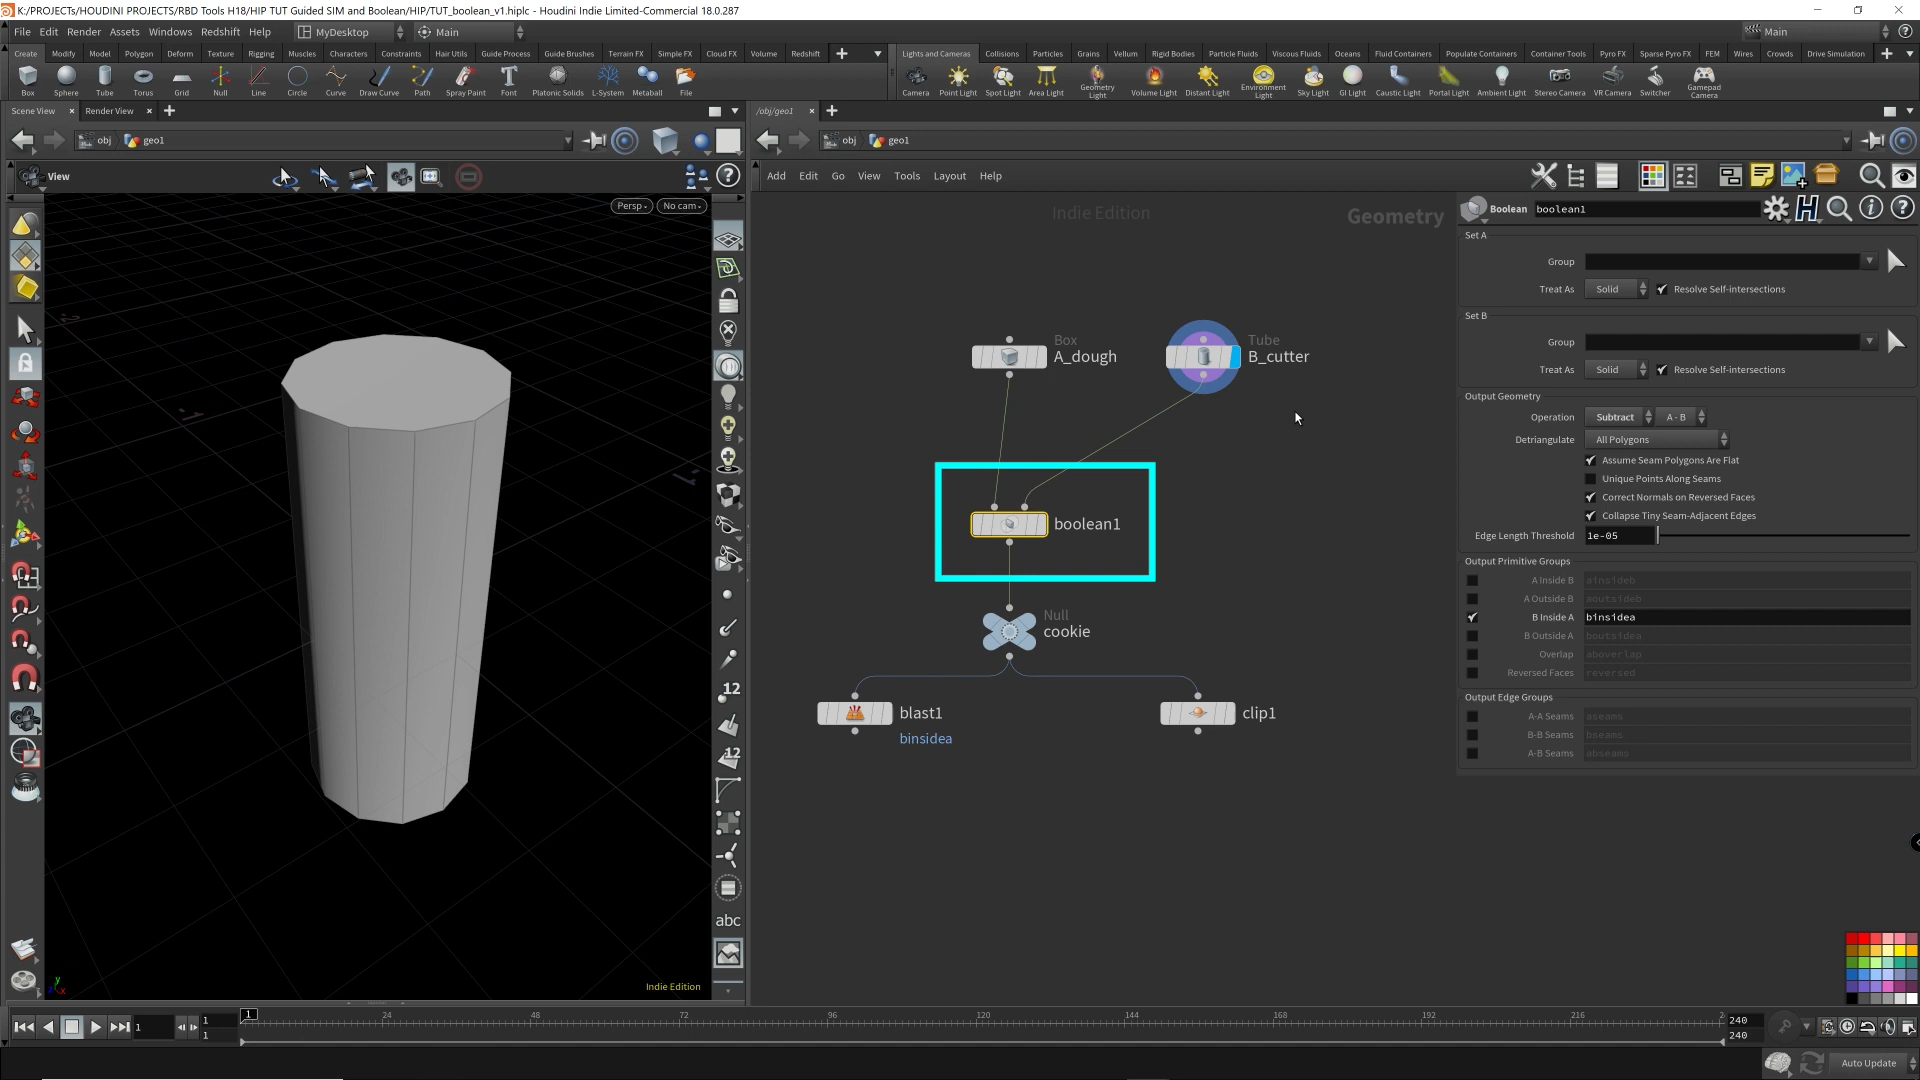 K:/PROJECTs/HOUDINI PROJECTS/RBD Tools H18/HIP TUT Guided SIM and Boolean/HIP/TUT_boolean_v1.hiplc - Houdini Indie Limited-Commercial 18.0.287
File Edit Render Assets Windows Redshift Help MyDesktop Main Main
Create Modify Model Polygon Deform Texture Rigging Muscles Characters Constraints Hair Utils Guide Process Guide Brushes Terrain FX Simple FX Cloud FX Volume Redshift
Lights and Cameras Collisions Particles Grains Vellum Rigid Bodies Particle Fluids Viscous Fluids Oceans Fluid Containers Populate Containers Container Tools Pyro FX Sparse Pyro FX FEM Wires Crowds Drive Simulation
Box Sphere Tube Torus Grid Null Line Circle Curve Draw Curve Path Spray Paint Font Platonic Solids L-System Metaball File
Camera Point Light Spot Light Area Light Geometry Light Volume Light Distant Light Environment Light Sky Light GI Light Caustic Light Portal Light Ambient Light Stereo Camera VR Camera Switcher Gamepad Camera
Scene View Render View
/obj/geo1
obj geo1
obj geo1
View
Persp No cam
Add Edit Go View Tools Layout Help
Indie Edition
Geometry
Box
A_dough
Tube
B_cutter
boolean1
Null
cookie
blast1
binsidea
clip1
Boolean boolean1
Set A
Group
Treat As Solid Resolve Self-intersections
Set B
Group
Treat As Solid Resolve Self-intersections
Output Geometry
Operation Subtract A - B
Detriangulate All Polygons
Assume Seam Polygons Are Flat
Unique Points Along Seams
Correct Normals on Reversed Faces
Collapse Tiny Seam-Adjacent Edges
Edge Length Threshold 1e-05
Output Primitive Groups
A Inside B ainsideb
A Outside B aoutsideb
B Inside A binsidea
B Outside A boutsidea
Overlap aboverlap
Reversed Faces reversed
Output Edge Groups
A-A Seams aseams
B-B Seams bseams
A-B Seams abseams
12
12
abc
Indie Edition
y
x
1 1 1 1 24 48 72 96 120 144 168 192 216 2 240
240
Auto Update